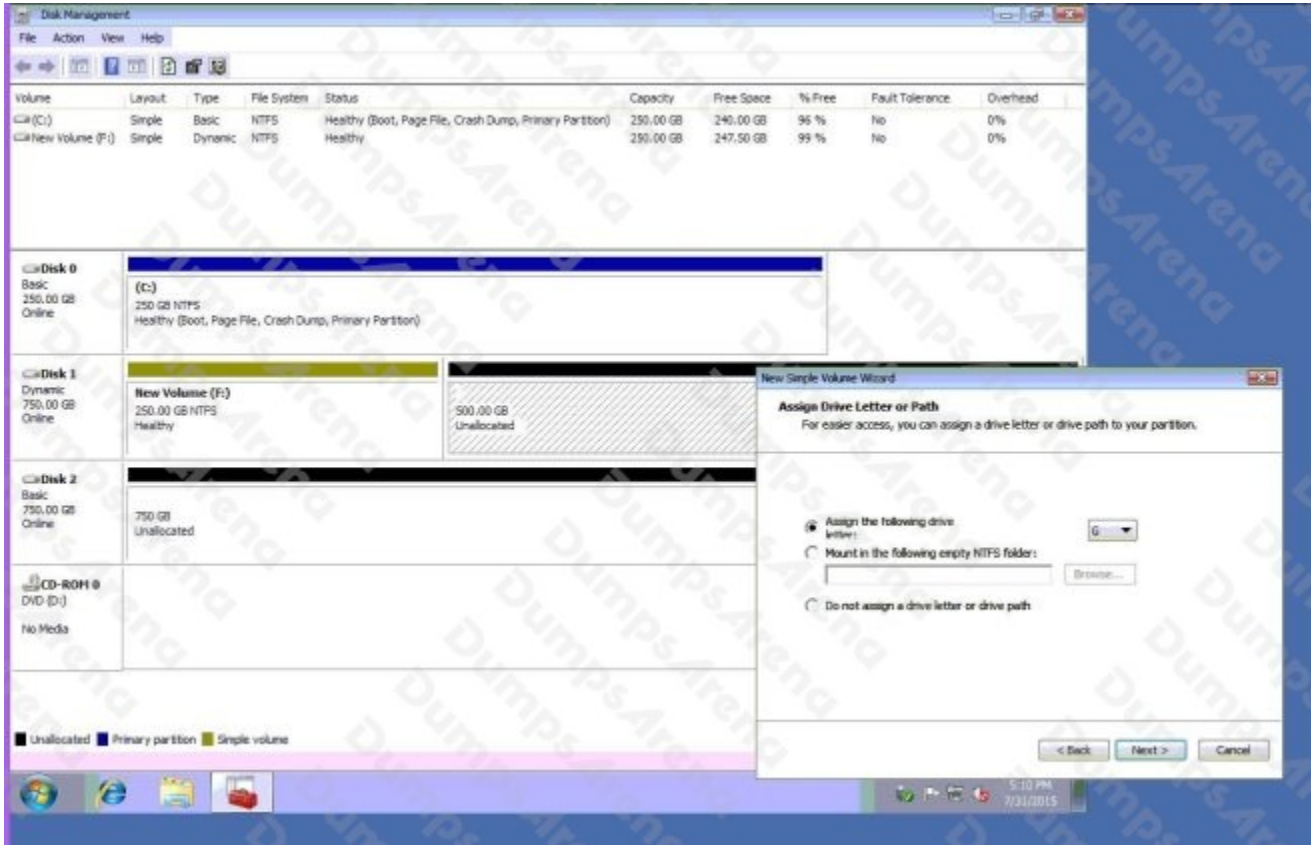 Disk Management
File Action View Help
Volume Layout Type File System Status Capacity Free Space % Free Fault Tolerance Overhead
(C:) Simple Basic NTFS Healthy (Boot, Page File, Crash Dump, Primary Partition) 250.00 GB 240.00 GB 96 % No 0%
New Volume (F:) Simple Dynamic NTFS Healthy 250.00 GB 247.50 GB 99 % No 0%
Disk 0
Basic
250.00 GB
Online
(C:)
250 GB NTFS
Healthy (Boot, Page File, Crash Dump, Primary Partition)
Disk 1
Dynamic
750.00 GB
Online
New Volume (F:)
250.00 GB NTFS
Healthy
500.00 GB
Unallocated
Disk 2
Basic
750.00 GB
Online
750 GB
Unallocated
CD-ROM 0
DVD (D:)
No Media
Unallocated Primary partition Simple volume
New Simple Volume Wizard
Assign Drive Letter or Path
For easier access, you can assign a drive letter or drive path to your partition.
Assign the following drive
letter:
G
Mount in the following empty NTFS folder:
Browse...
Do not assign a drive letter or drive path
< Back Next > Cancel
5:10 PM
7/31/2015
DumpsArena